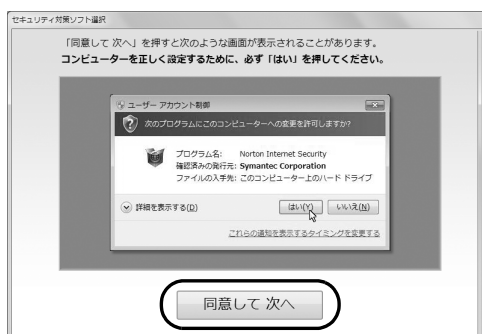 セキュリティ対策ソフト選択
「同意して 次へ」を押すと次のような画面が表示されることがあります。
コンピューターを正しく設定するために、必ず「はい」を押してください。
ユーザー アカウント制御
次のプログラムにこのコンピューターへの変更を許可しますか?
プログラム名: Norton Internet Security
確認済みの発行元: Symantec Corporation
ファイルの入手先: このコンピューター上のハード ドライブ
詳細を表示する(D)
はい(Y)
いいえ(N)
これらの通知を表示するタイミングを変更する
同意して 次へ